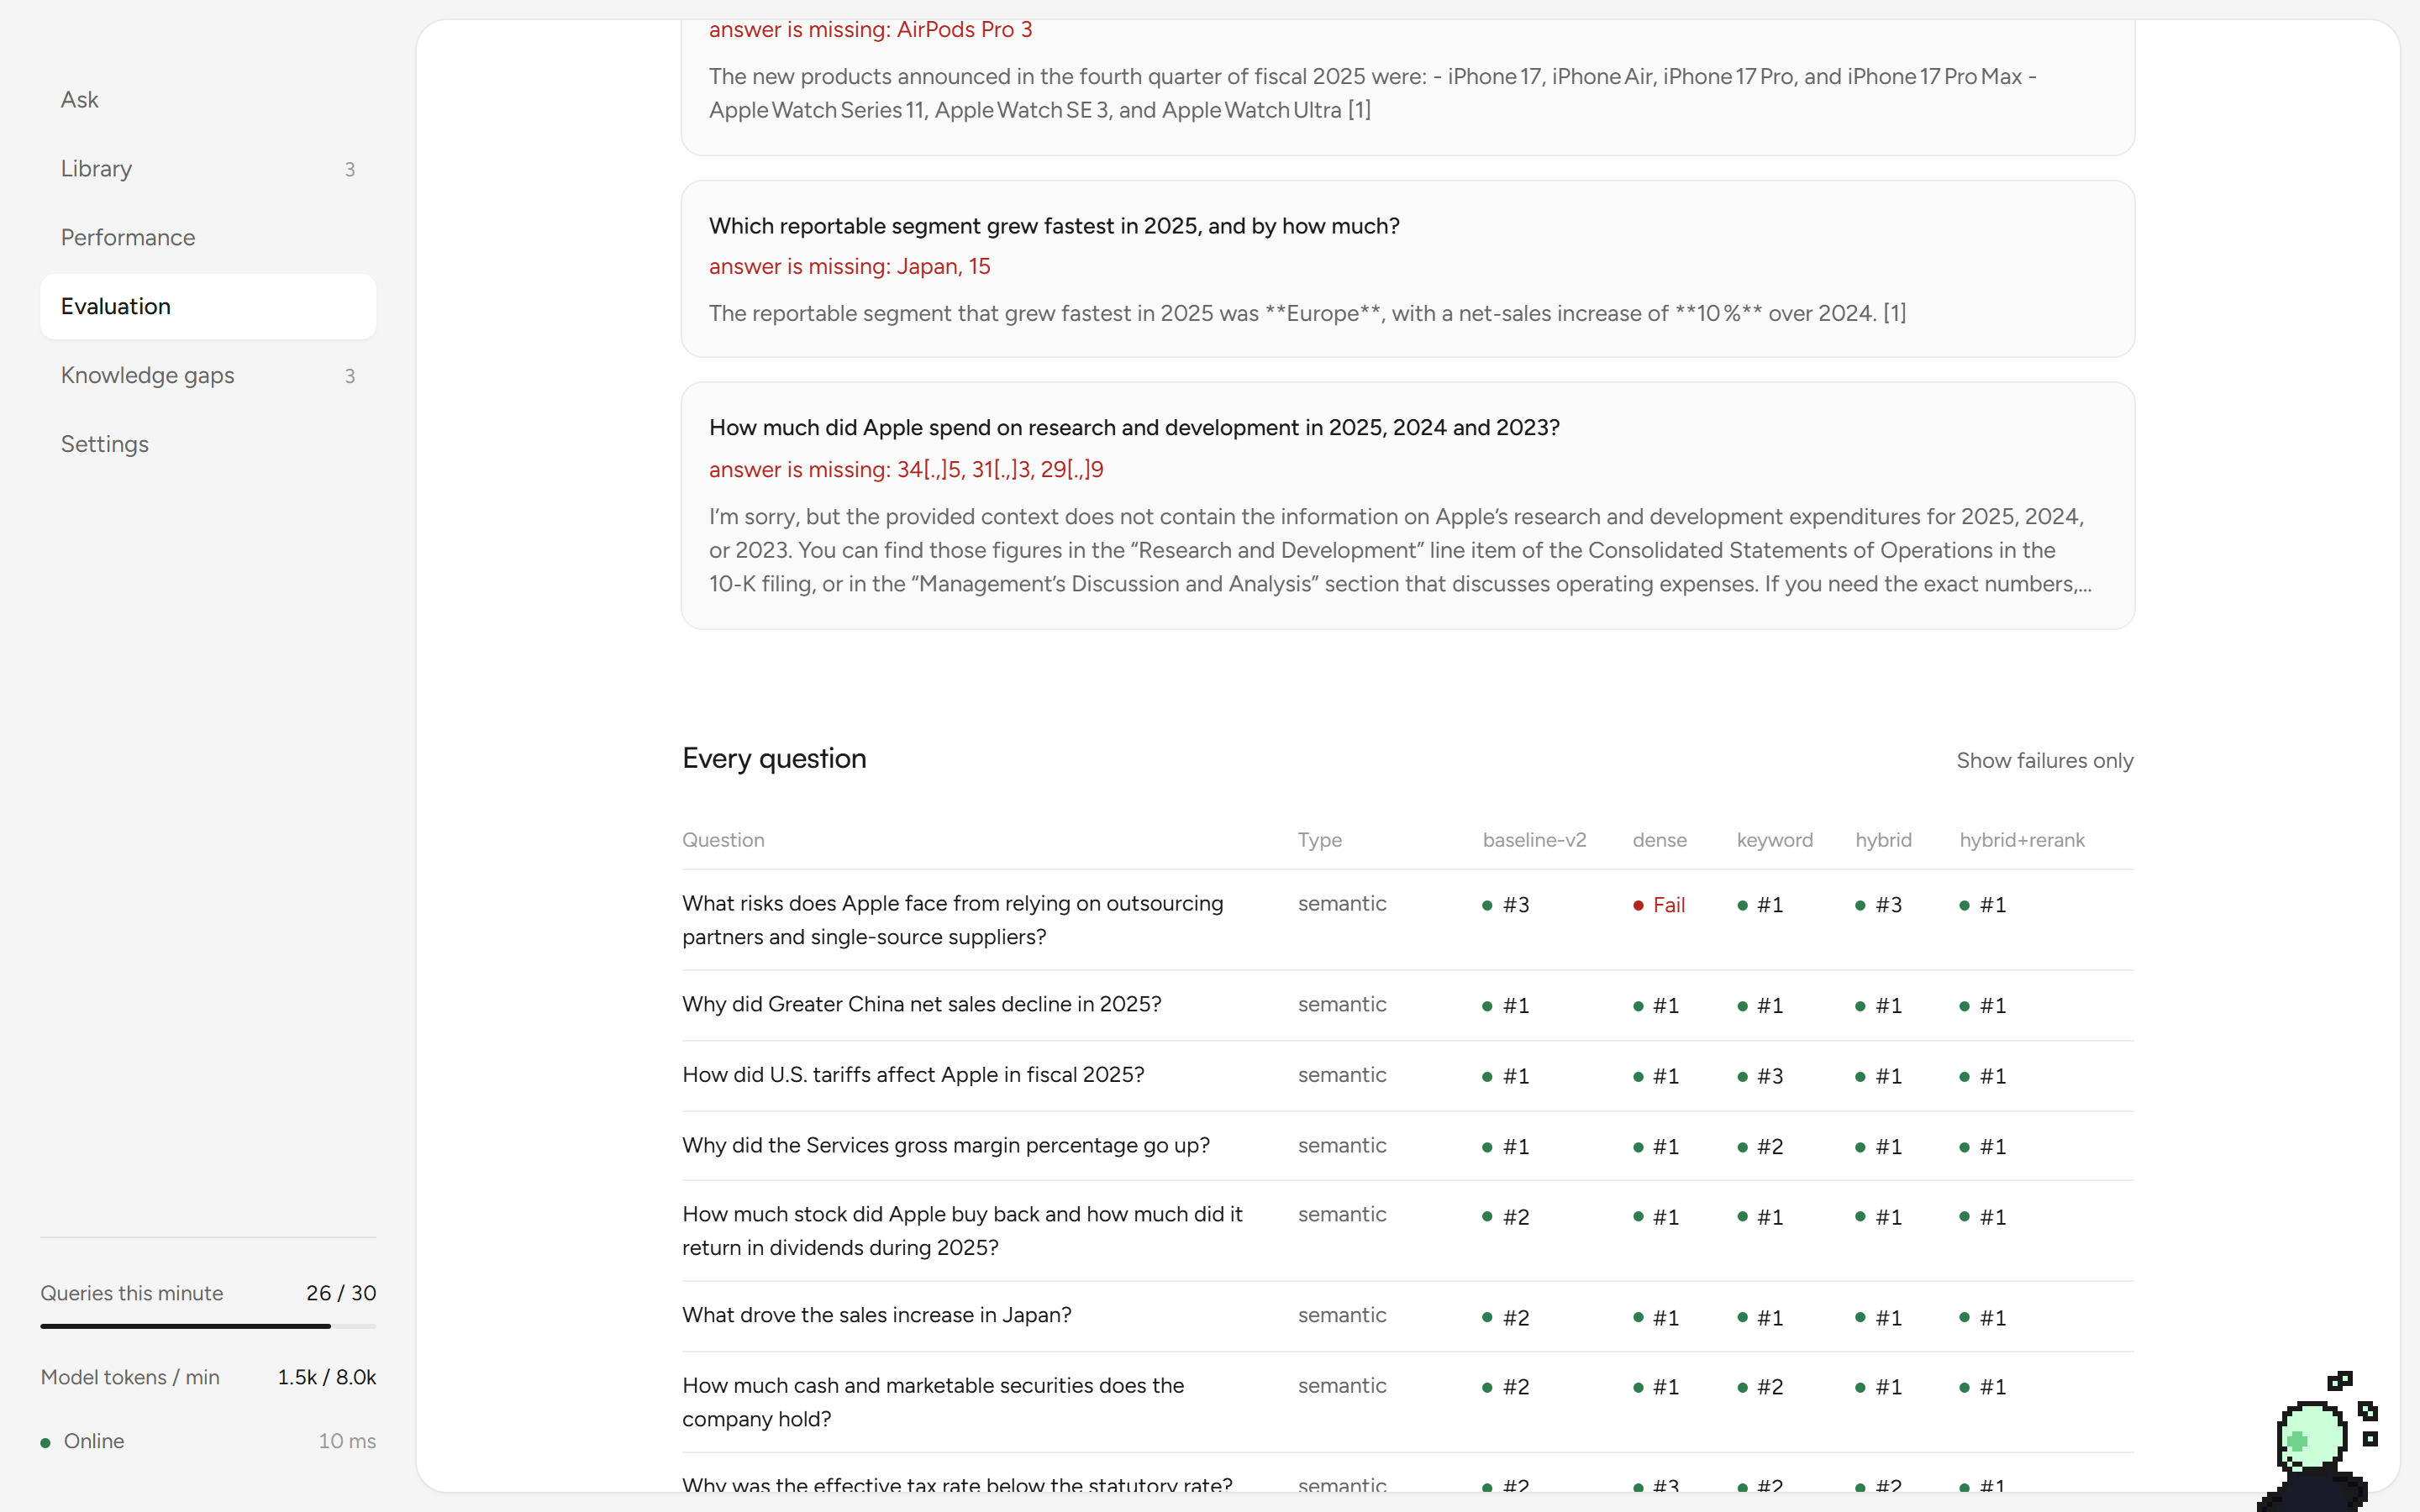 Ask
Library 3
Performance
Evaluation
Knowledge gaps 3
Settings
Queries this minute 26 / 30
Model tokens / min 1.5k / 8.0k
Online 10 ms
answer is missing: AirPods Pro 3
The new products announced in the fourth quarter of fiscal 2025 were: - iPhone 17, iPhone Air, iPhone 17 Pro, and iPhone 17 Pro Max -
Apple Watch Series 11, Apple Watch SE 3, and Apple Watch Ultra [1]
Which reportable segment grew fastest in 2025, and by how much?
answer is missing: Japan, 15
The reportable segment that grew fastest in 2025 was **Europe**, with a net-sales increase of **10 %** over 2024. [1]
How much did Apple spend on research and development in 2025, 2024 and 2023?
answer is missing: 34[.,]5, 31[.,]3, 29[.,]9
I’m sorry, but the provided context does not contain the information on Apple’s research and development expenditures for 2025, 2024,
or 2023. You can find those figures in the “Research and Development” line item of the Consolidated Statements of Operations in the
10-K filing, or in the “Management’s Discussion and Analysis” section that discusses operating expenses. If you need the exact numbers,...
Every question Show failures only
Question Type baseline-v2 dense keyword hybrid hybrid+rerank
What risks does Apple face from relying on outsourcing semantic #3 Fail #1 #3 #1
partners and single-source suppliers?
Why did Greater China net sales decline in 2025? semantic #1 #1 #1 #1 #1
How did U.S. tariffs affect Apple in fiscal 2025? semantic #1 #1 #3 #1 #1
Why did the Services gross margin percentage go up? semantic #1 #1 #2 #1 #1
How much stock did Apple buy back and how much did it semantic #2 #1 #1 #1 #1
return in dividends during 2025?
What drove the sales increase in Japan? semantic #2 #1 #1 #1 #1
How much cash and marketable securities does the semantic #2 #1 #2 #1 #1
company hold?
Why was the effective tax rate below the statutory rate? semantic #2 #3 #2 #2 #1